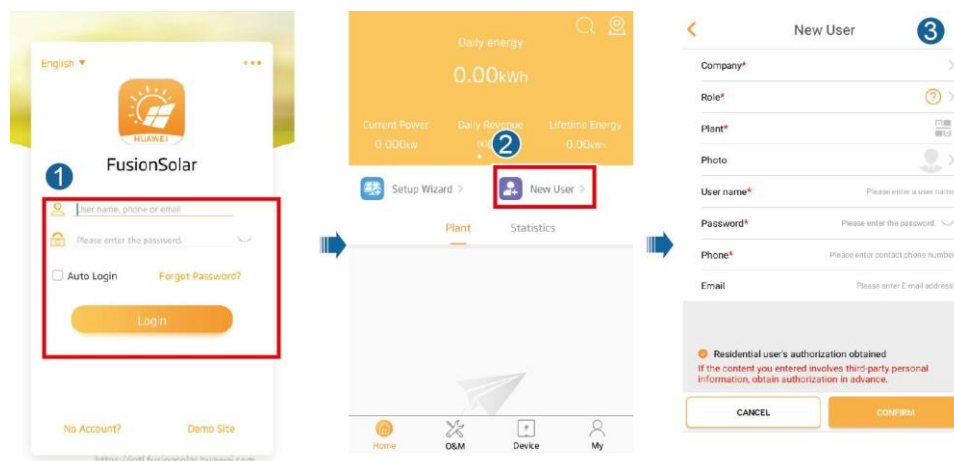 English ▼
HUAWEI
FusionSolar
1
User name, phone or email
Please enter the password.
Auto Login
Forgot Password?
Login
No Account?
Demo Site
https://intl.fusionsolar.huawei.com
Daily energy
0.00kWh
Current Power
Daily Revenue
Lifetime Energy
0.000kW
2
Setup Wizard >
New User >
Plant
Statistics
Home
O&M
Device
My
New User
3
Company*
Role*
?
Plant*
Photo
User name*
Please enter a user name
Password*
Please enter the password.
Phone*
Please enter contact phone number
Email
Please enter E-mail address
Residential user's authorization obtained
If the content you entered involves third-party personal
information, obtain authorization in advance.
CANCEL
CONFIRM